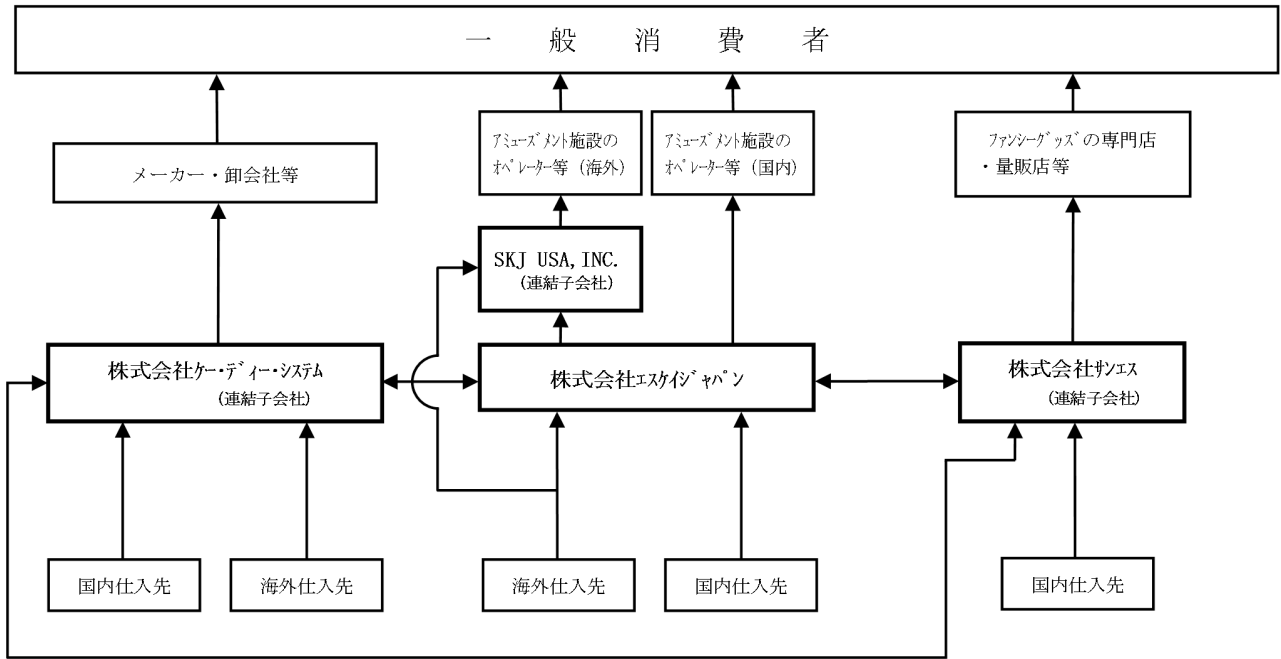 一般消費者
アミューズメント施設の
オペレーター等（海外）
アミューズメント施設の
オペレーター等（国内）
ファンシーグッズの専門店
・量販店等
メーカー・卸会社等
SKJ USA, INC.
（連結子会社）
株式会社ケー・ディー・システム
（連結子会社）
株式会社エスケイジャパン
株式会社サンエス
（連結子会社）
国内仕入先
海外仕入先
海外仕入先
国内仕入先
国内仕入先